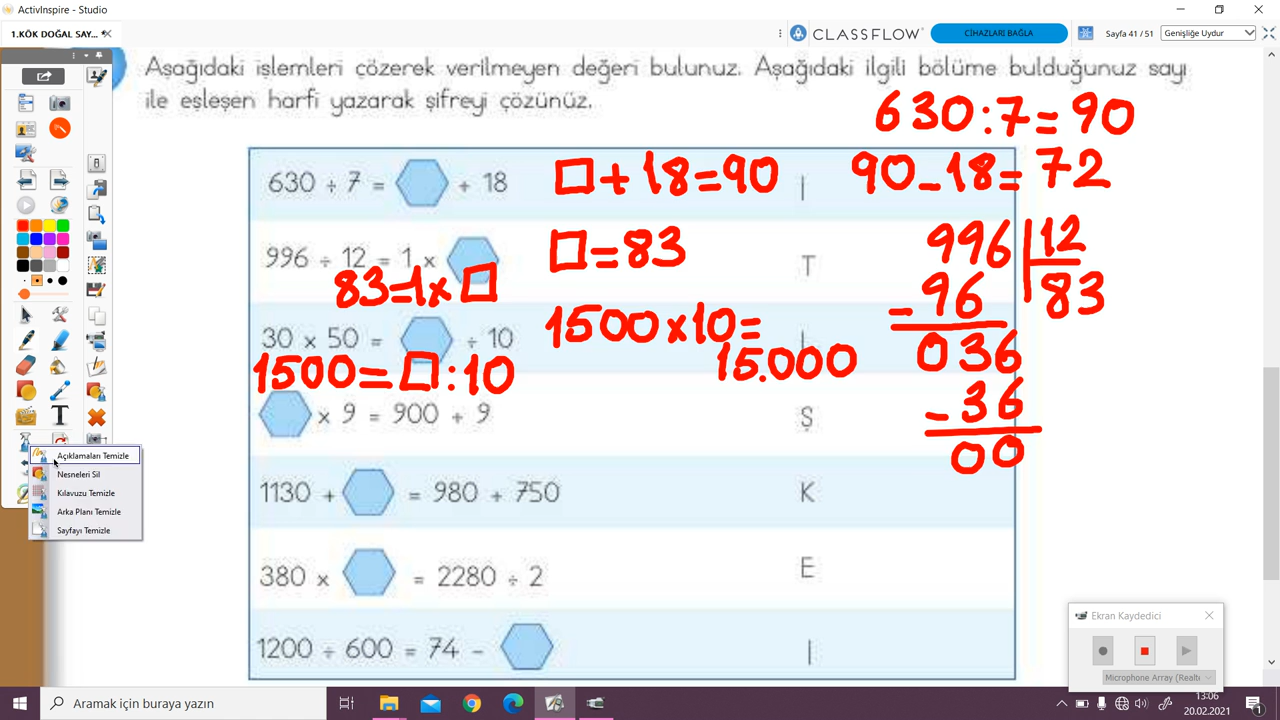 ActivInspire - Studio
1.KÖK DOĞAL SAY...
CLASSFLOW
CİHAZLARI BAĞLA
Sayfa 41 / 51
Genişliğe Uydur
Aşağıdaki işlemleri çözerek verilmeyen değeri bulunuz. Aşağıdaki ilgili bölüme bulduğunuz sayı
ile eşleşen harfi yazarak şifreyi çözünüz.
630:7=90
630 ÷ 7 = + 18
□+18=90
İ
90-18=72
996 ÷ 12 = 1 ×
83=1×□
□=83
T
996 12
-96 83
036
-36
00
30 × 50 = ÷ 10
1500=□:10
1500×10=
15.000
L
× 9 = 900 ÷ 9
Ş
1130 + = 980 + 750
K
380 × = 2280 ÷ 2
E
1200 ÷ 600 = 74 -
İ
Açıklamaları Temizle
Nesneleri Sil
Kılavuzu Temizle
Arka Planı Temizle
Sayfayı Temizle
Ekran Kaydedici
Microphone Array (Realte
Aramak için buraya yazın
13:06
20.02.2021
1